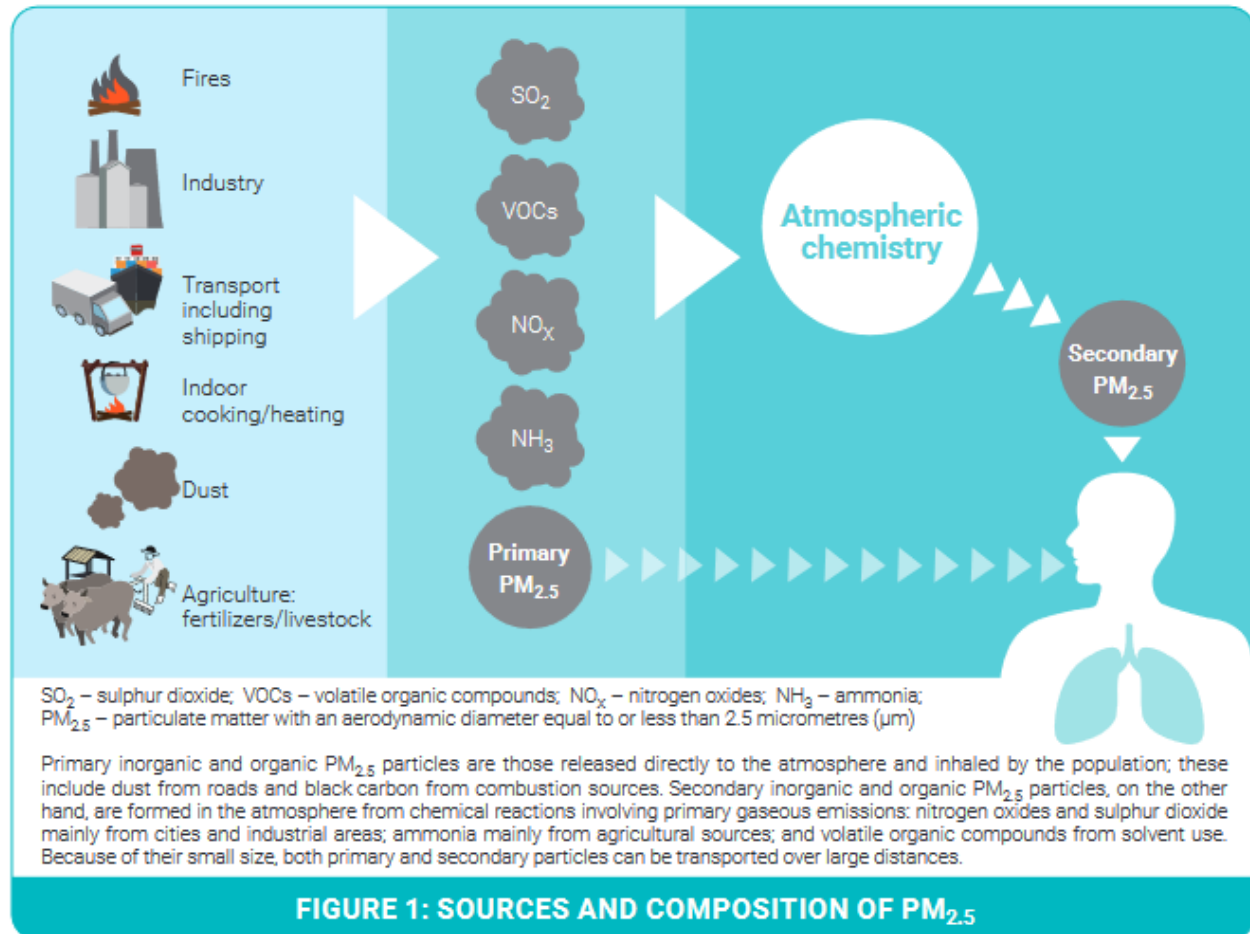 Fires
Industry
Transport
including
shipping
Indoor
cooking/heating
Dust
Agriculture:
fertilizers/livestock
SO₂
VOCs
NOₓ
NH₃
Primary
PM₂.₅
Atmospheric
chemistry
Secondary
PM₂.₅
SO₂ – sulphur dioxide; VOCs – volatile organic compounds; NOₓ – nitrogen oxides; NH₃ – ammonia;
PM₂.₅ – particulate matter with an aerodynamic diameter equal to or less than 2.5 micrometres (µm)
Primary inorganic and organic PM₂.₅ particles are those released directly to the atmosphere and inhaled by the population; these
include dust from roads and black carbon from combustion sources. Secondary inorganic and organic PM₂.₅ particles, on the other
hand, are formed in the atmosphere from chemical reactions involving primary gaseous emissions: nitrogen oxides and sulphur dioxide
mainly from cities and industrial areas; ammonia mainly from agricultural sources; and volatile organic compounds from solvent use.
Because of their small size, both primary and secondary particles can be transported over large distances.
FIGURE 1: SOURCES AND COMPOSITION OF PM₂.₅